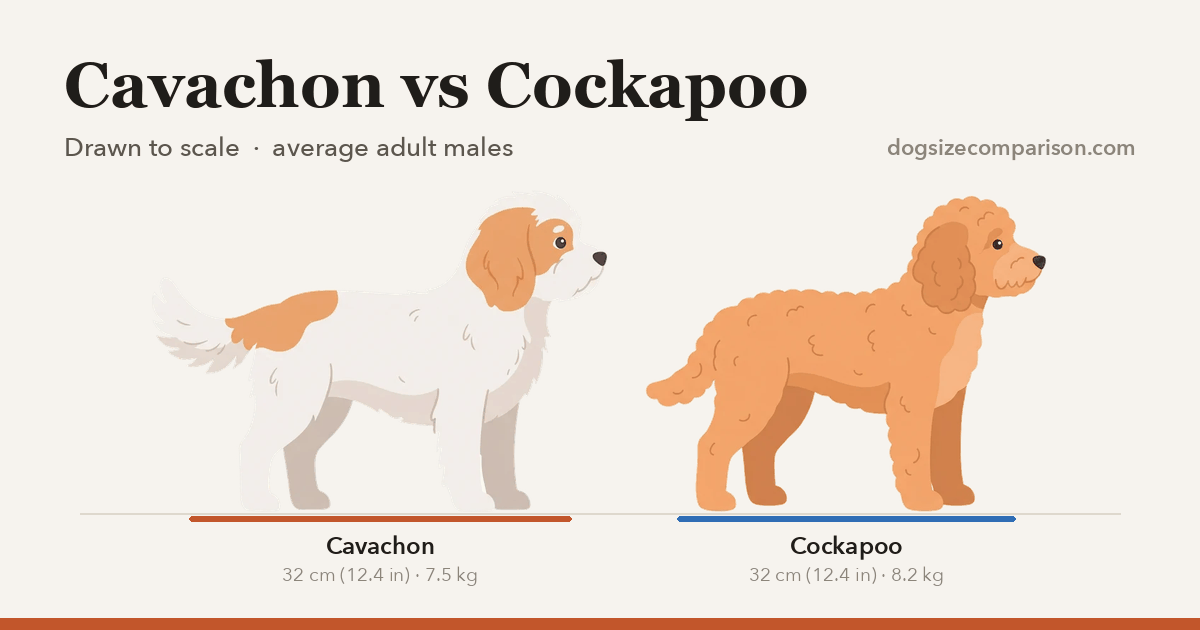 Cavachon vs Cockapoo
Drawn to scale · average adult males
dogsizecomparison.com
Cavachon
32 cm (12.4 in) · 7.5 kg
Cockapoo
32 cm (12.4 in) · 8.2 kg